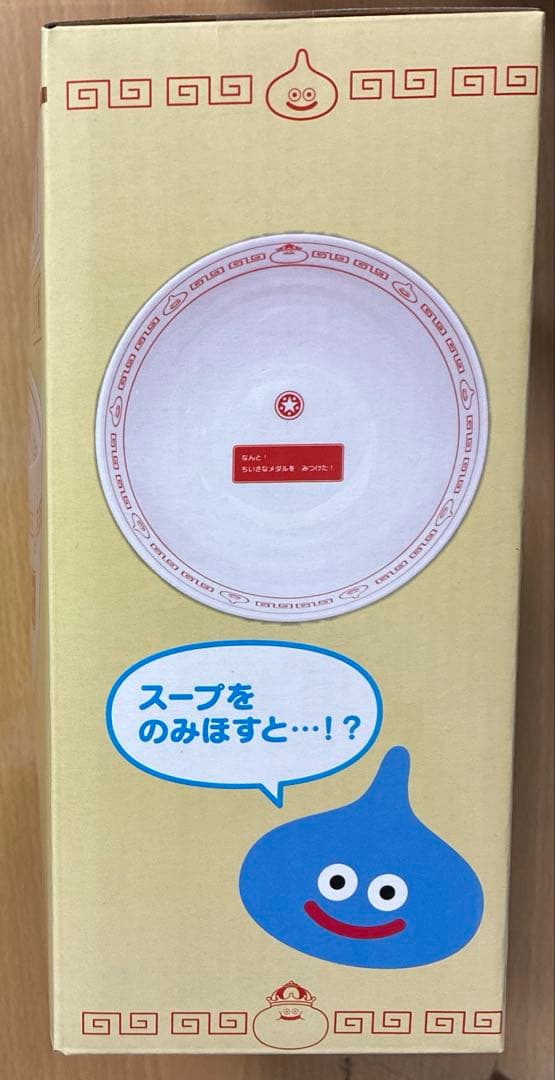 なんと！
ちいさなメダルを　みつけた！
スープを
のみほすと…！？